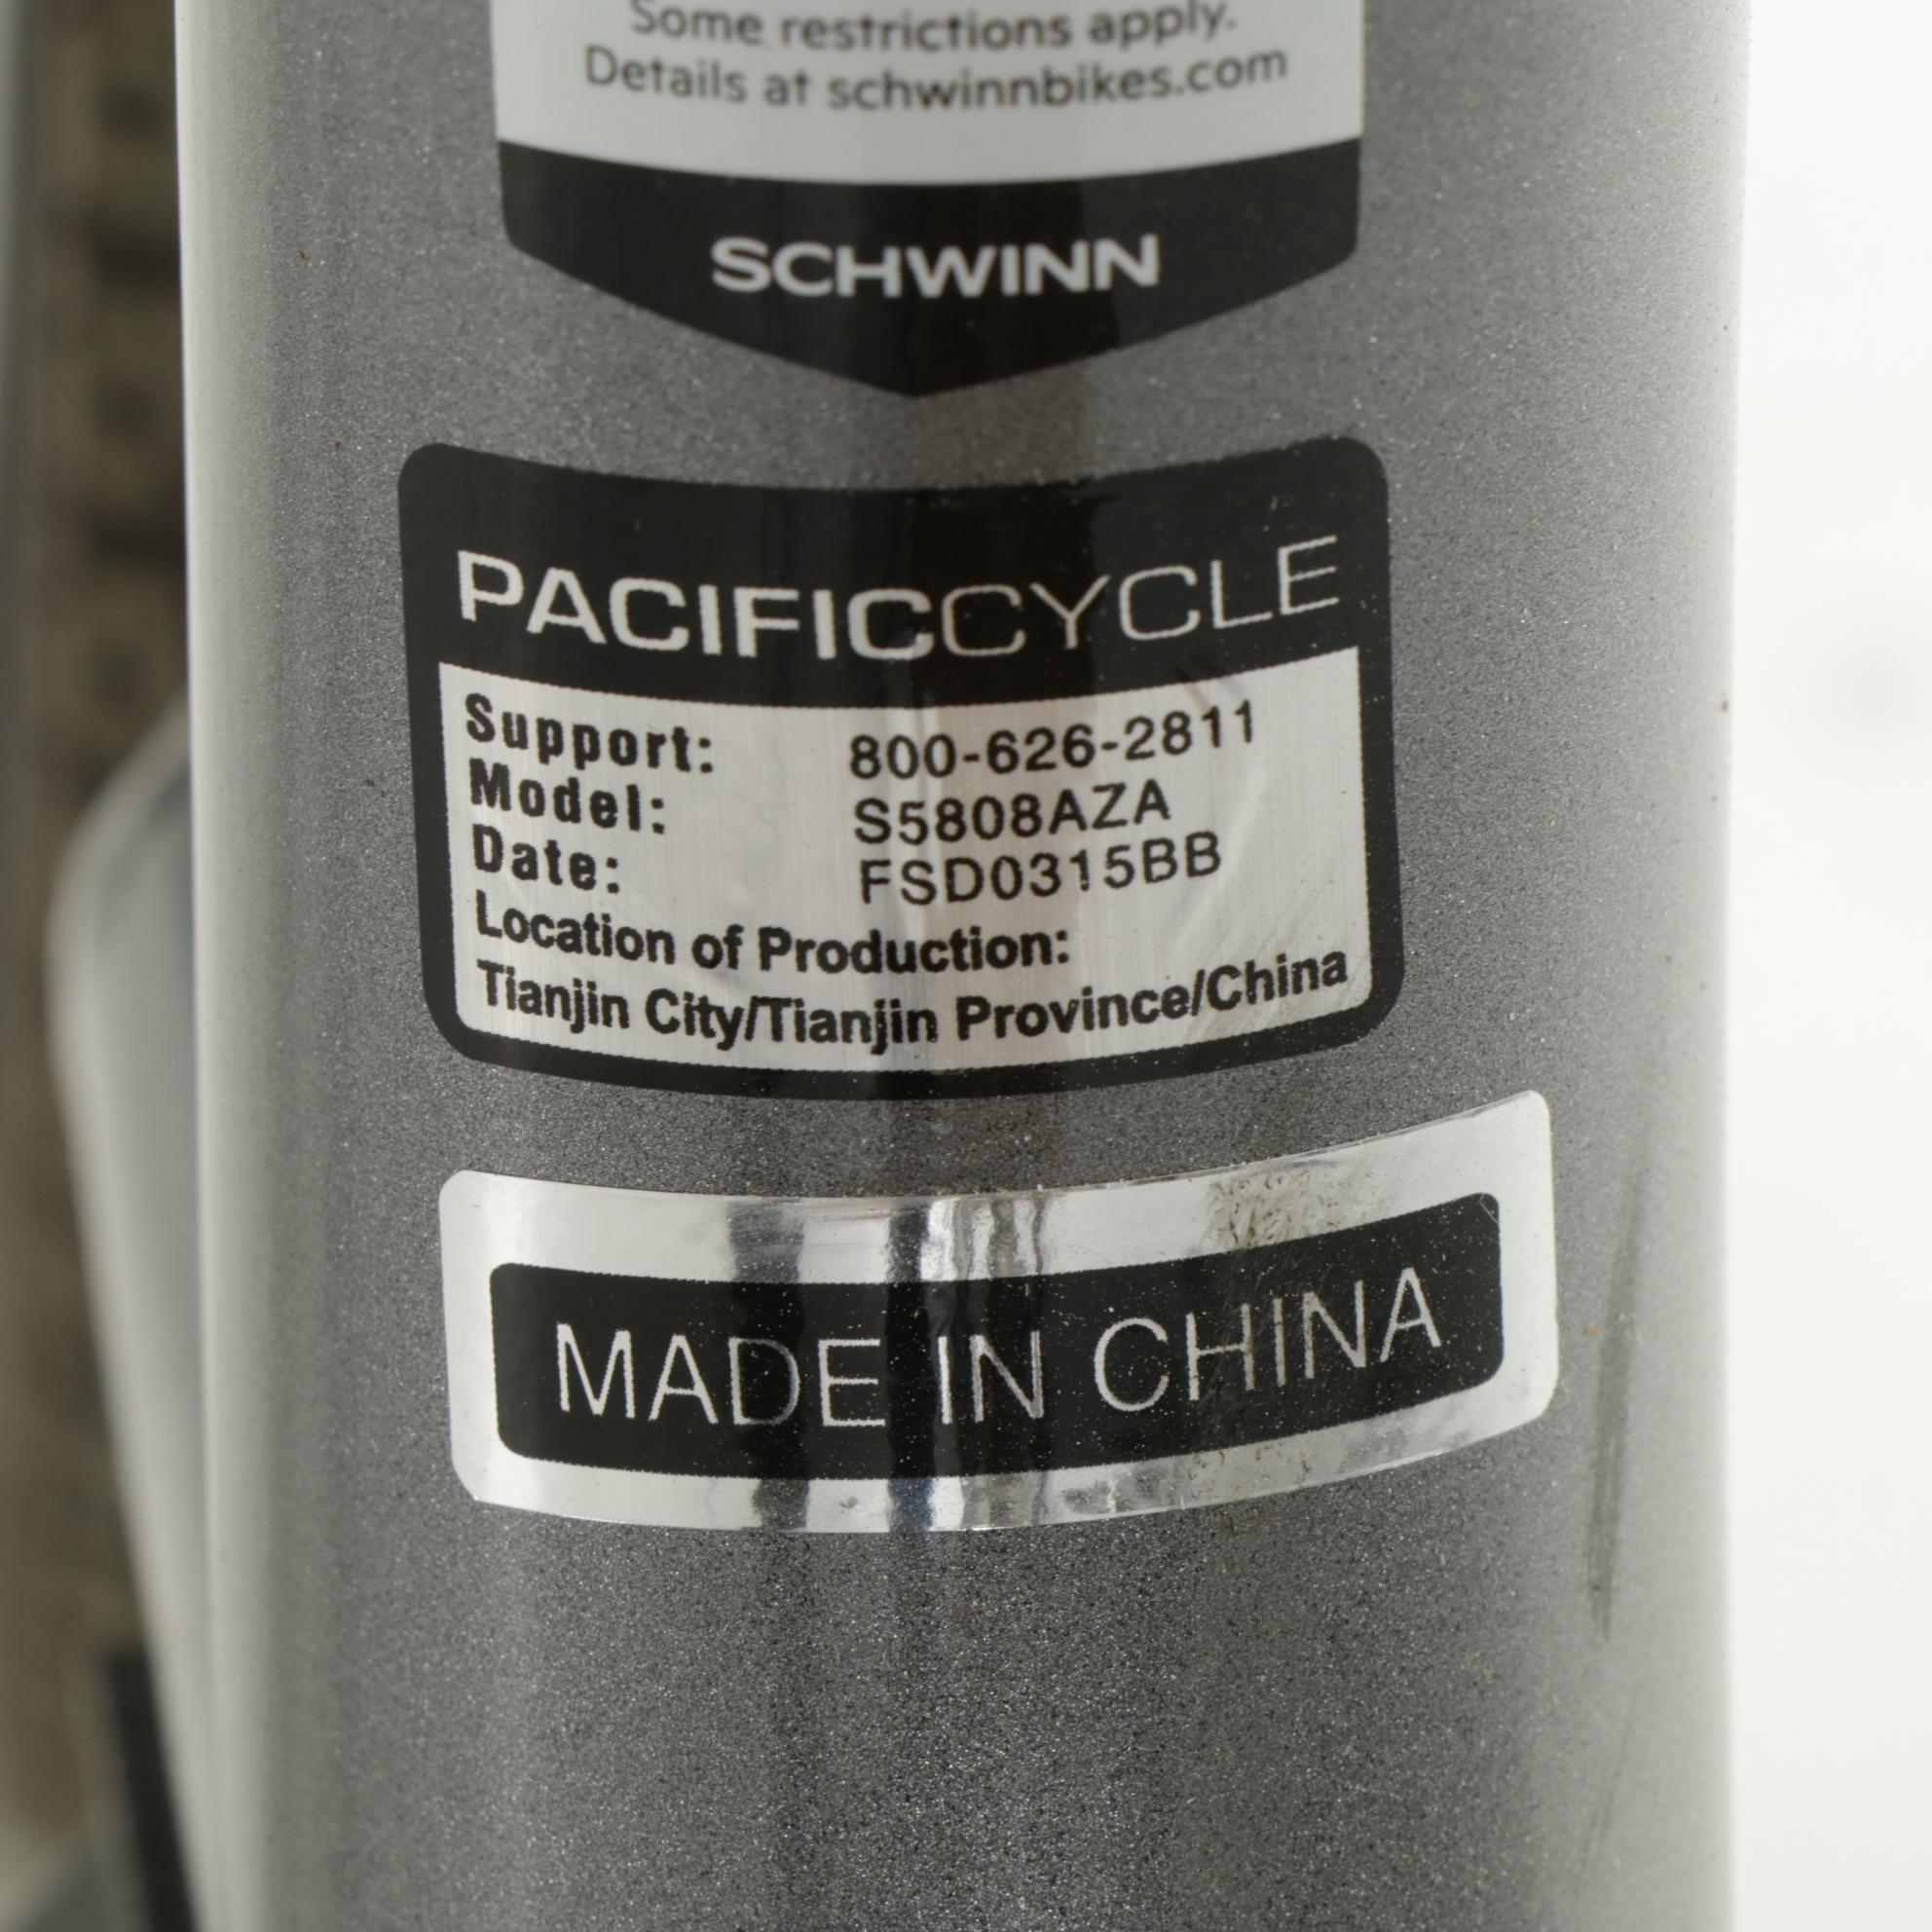 Some restrictions apply.
Details at schwinnbikes.com
SCHWINN
PACIFICCYCLE
Support: 800-626-2811
Model: S5808AZA
Date: FSD0315BB
Location of Production:
Tianjin City/Tianjin Province/China
MADE IN CHINA